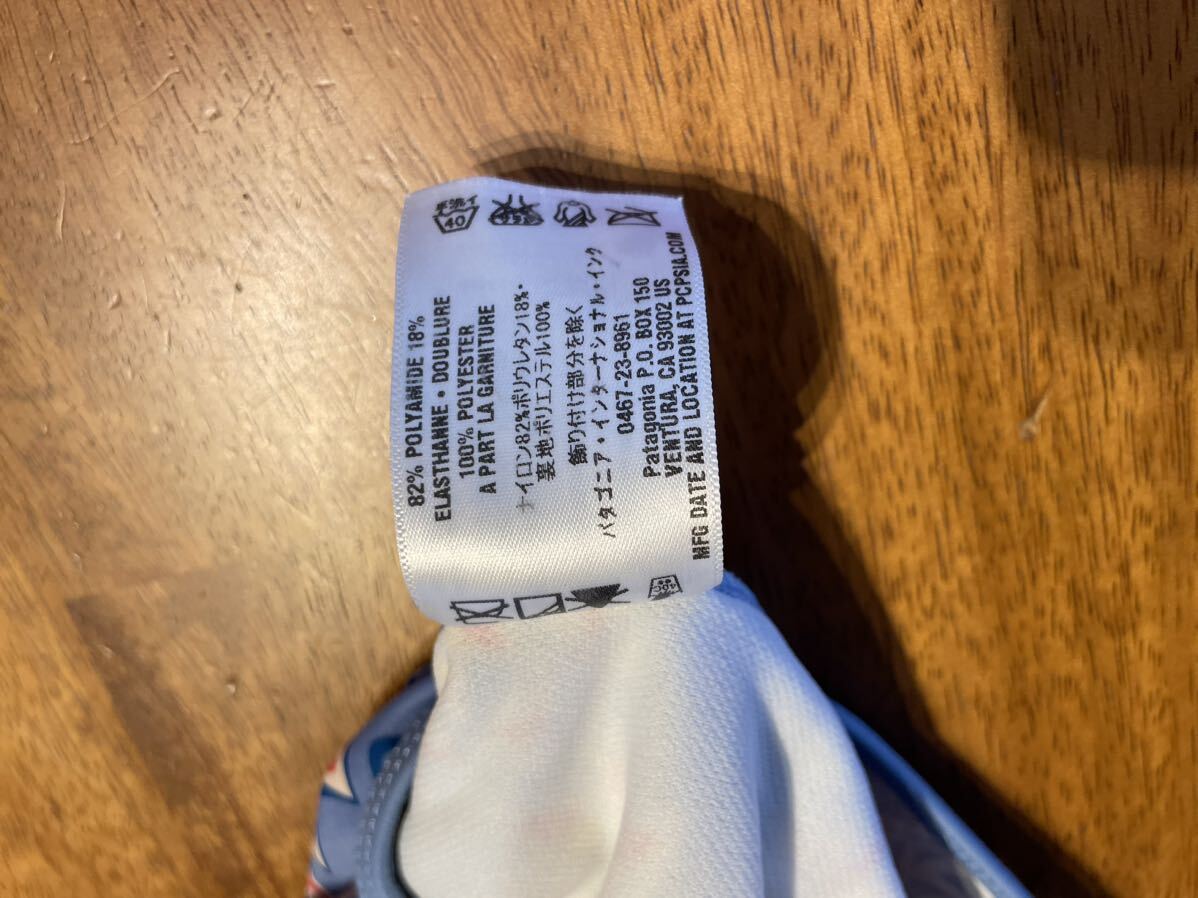 手洗イ
40
82% POLYAMIDE 18%
ELASTHANNE • DOUBLURE
100% POLYESTER
A PART LA GARNITURE
ナイロン82%ポリウレタン18%・
裏地ポリエステル100%
飾り付け部分を除く
パタゴニア・インターナショナル・インク
0467-23-8961
Patagonia P.O. BOX 150
VENTURA, CA 93002 US
MFG DATE AND LOCATION AT PCPSIA.COM